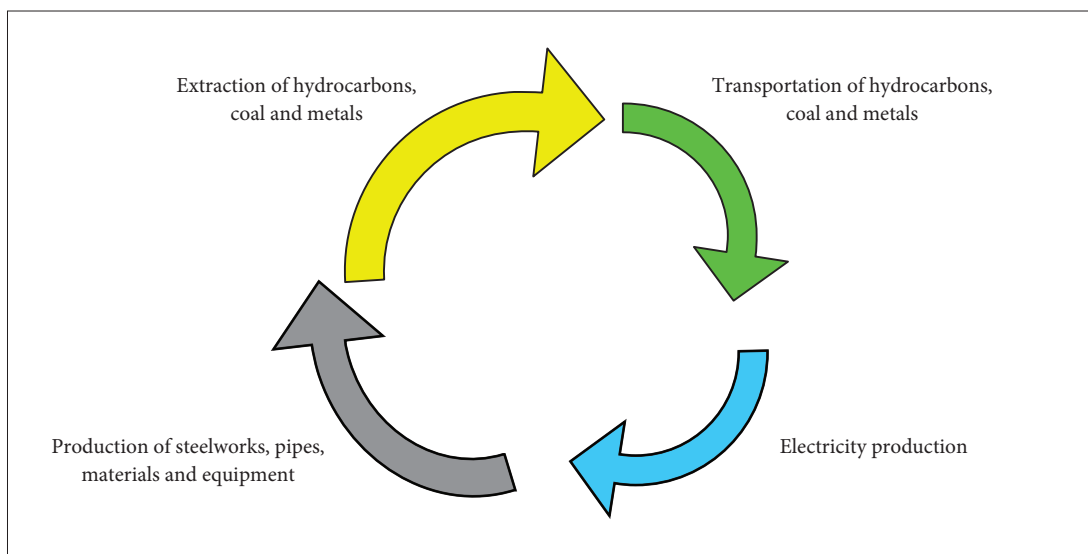 Extraction of hydrocarbons,
coal and metals
Transportation of hydrocarbons,
coal and metals
Electricity production
Production of steelworks, pipes,
materials and equipment